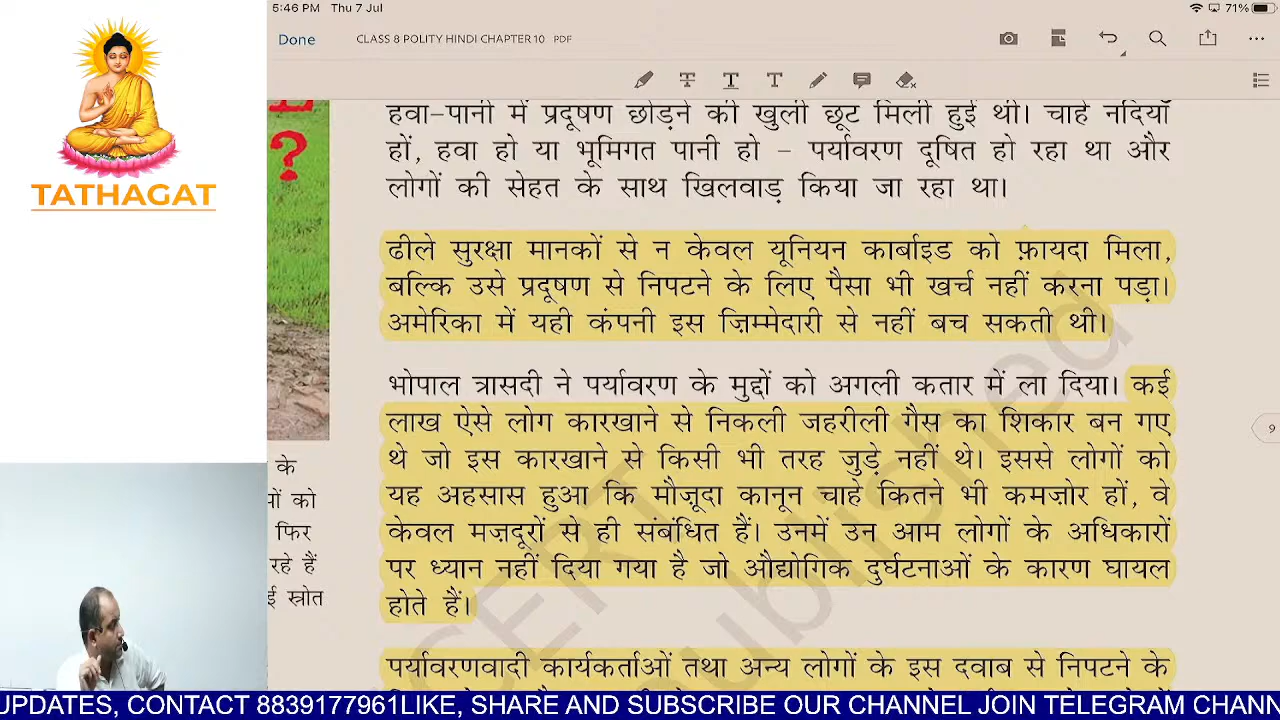 5:46 PM Thu 7 Jul
71%
Done
CLASS 8 POLITY HINDI CHAPTER 10 PDF
TATHAGAT
?
हवा-पानी में प्रदूषण छोड़ने की खुली छूट मिली हुई थी। चाहे नदियाँ
हों, हवा हो या भूमिगत पानी हो – पर्यावरण दूषित हो रहा था और
लोगों की सेहत के साथ खिलवाड़ किया जा रहा था।
ढीले सुरक्षा मानकों से न केवल यूनियन कार्बाइड को फ़ायदा मिला,
बल्कि उसे प्रदूषण से निपटने के लिए पैसा भी खर्च नहीं करना पड़ा।
अमेरिका में यही कंपनी इस ज़िम्मेदारी से नहीं बच सकती थी।
भोपाल त्रासदी ने पर्यावरण के मुद्दों को अगली कतार में ला दिया। कई
लाख ऐसे लोग कारखाने से निकली जहरीली गैस का शिकार बन गए
थे जो इस कारखाने से किसी भी तरह जुड़े नहीं थे। इससे लोगों को
यह अहसास हुआ कि मौजूदा कानून चाहे कितने भी कमज़ोर हों, वे
केवल मज़दूरों से ही संबंधित हैं। उनमें उन आम लोगों के अधिकारों
पर ध्यान नहीं दिया गया है जो औद्योगिक दुर्घटनाओं के कारण घायल
होते हैं।
पर्यावरणवादी कार्यकर्ताओं तथा अन्य लोगों के इस दबाव से निपटने के
9
के
को
फिर
रहे हैं
स्रोत
UPDATES, CONTACT 8839177961LIKE, SHARE AND SUBSCRIBE OUR CHANNEL JOIN TELEGRAM CHANN